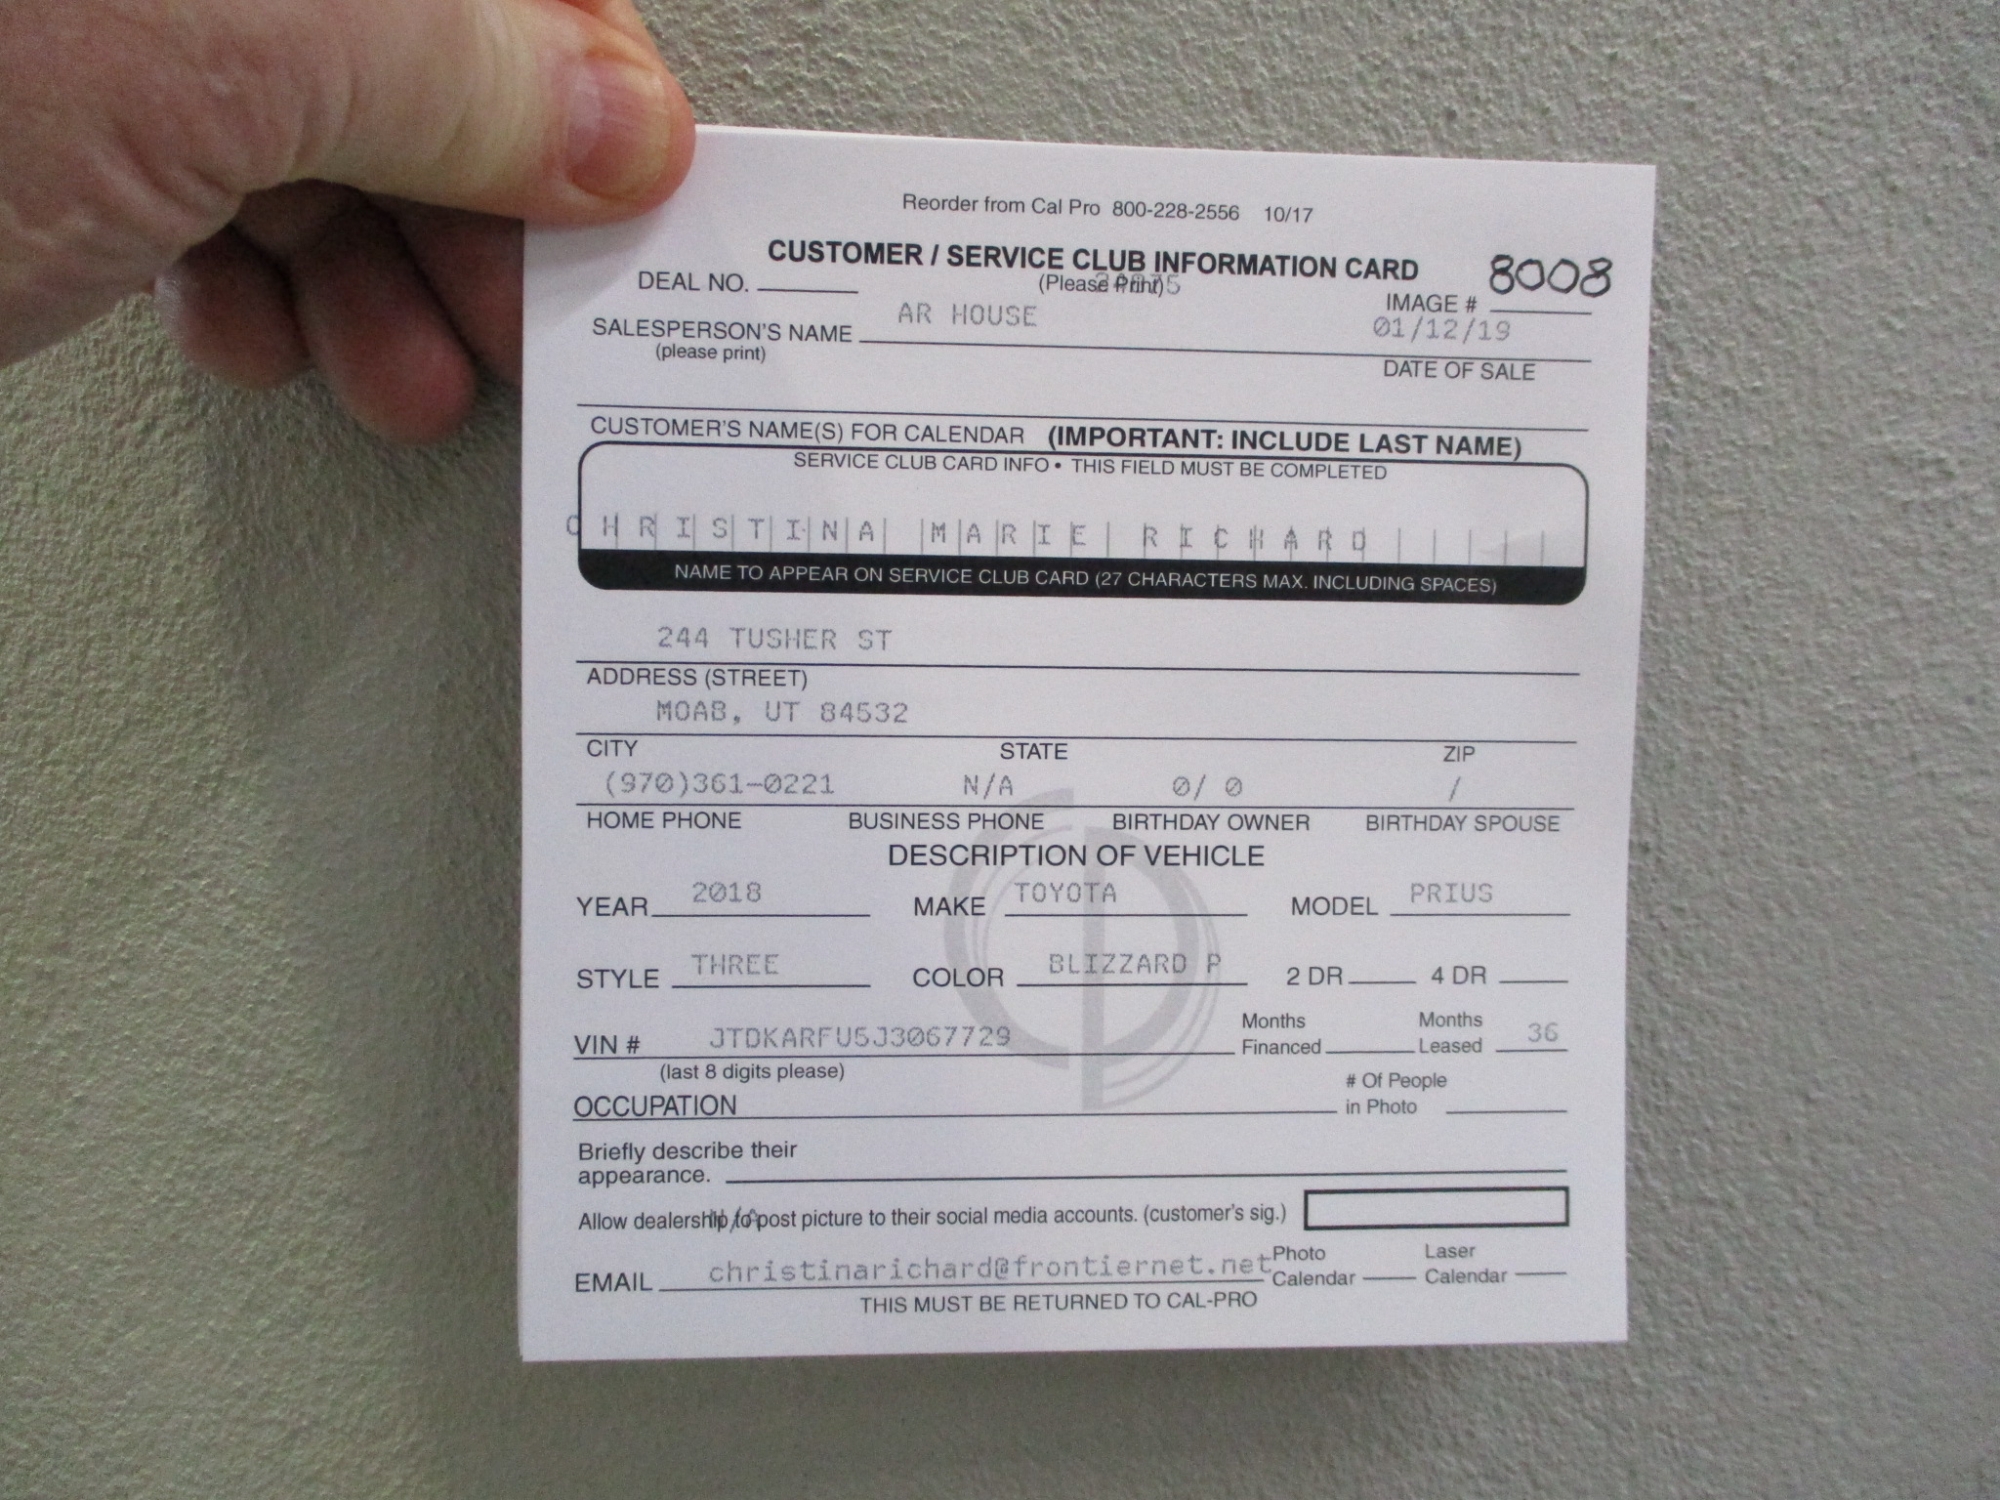 Reorder from Cal Pro 800-228-2556 10/17
CUSTOMER / SERVICE CLUB INFORMATION CARD 8008
DEAL NO. (Please Print) IMAGE #
AR HOUSE 01/12/19
SALESPERSON'S NAME
(please print) DATE OF SALE
CUSTOMER'S NAME(S) FOR CALENDAR (IMPORTANT: INCLUDE LAST NAME)
SERVICE CLUB CARD INFO • THIS FIELD MUST BE COMPLETED
CHRISTINA MARIE RICHARD
NAME TO APPEAR ON SERVICE CLUB CARD (27 CHARACTERS MAX. INCLUDING SPACES)
244 TUSHER ST
ADDRESS (STREET)
MOAB, UT 84532
CITY STATE ZIP
(970)361-0221 N/A 0/ 0 /
HOME PHONE BUSINESS PHONE BIRTHDAY OWNER BIRTHDAY SPOUSE
DESCRIPTION OF VEHICLE
YEAR 2018 MAKE TOYOTA MODEL PRIUS
STYLE THREE COLOR BLIZZARD P 2 DR 4 DR
VIN # JTDKARFU5J3067729 Months Financed Months Leased 36
(last 8 digits please)
OCCUPATION # Of People in Photo
Briefly describe their
appearance.
Allow dealership to post picture to their social media accounts. (customer's sig.)
N/A
EMAIL christinarichard@frontiernet.net Photo Calendar Laser Calendar
THIS MUST BE RETURNED TO CAL-PRO